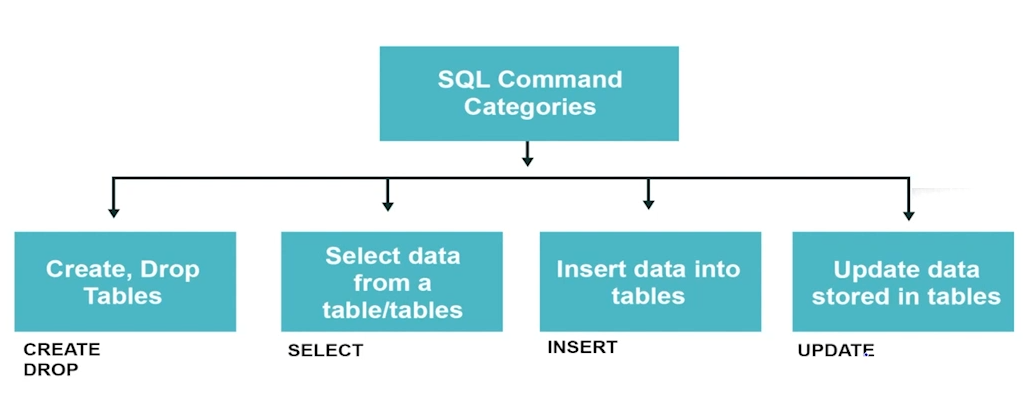 SQL Command
Categories
Create, Drop
Tables
Select data
from a
table/tables
Insert data into
tables
Update data
stored in tables
CREATE
DROP
SELECT
INSERT
UPDATE